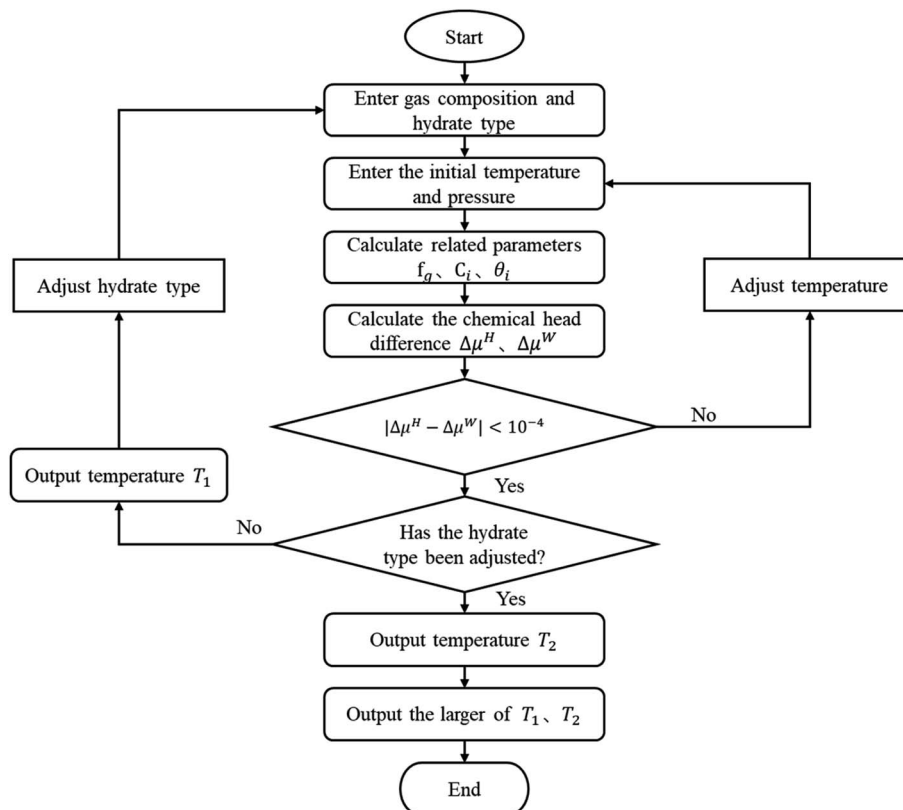 Start
Enter gas composition and
hydrate type
Enter the initial temperature
and pressure
Calculate related parameters
f_g、C_i、θ_i
Adjust hydrate type
Adjust temperature
Calculate the chemical head
difference Δμ^H、Δμ^W
|Δμ^H − Δμ^W| < 10^−4
No
Output temperature T_1
Yes
No
Has the hydrate
type been adjusted?
Yes
Output temperature T_2
Output the larger of T_1、T_2
End